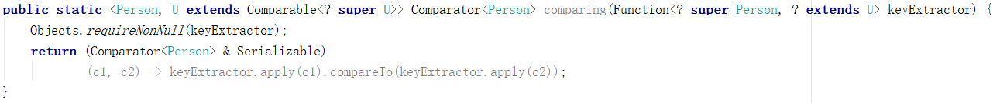 public static <Person, U extends Comparable<? super U>> Comparator<Person> comparing(Function<? super Person, ? extends U> keyExtractor) {
Objects.requireNonNull(keyExtractor);
return (Comparator<Person> & Serializable)
(c1, c2) -> keyExtractor.apply(c1).compareTo(keyExtractor.apply(c2));
}